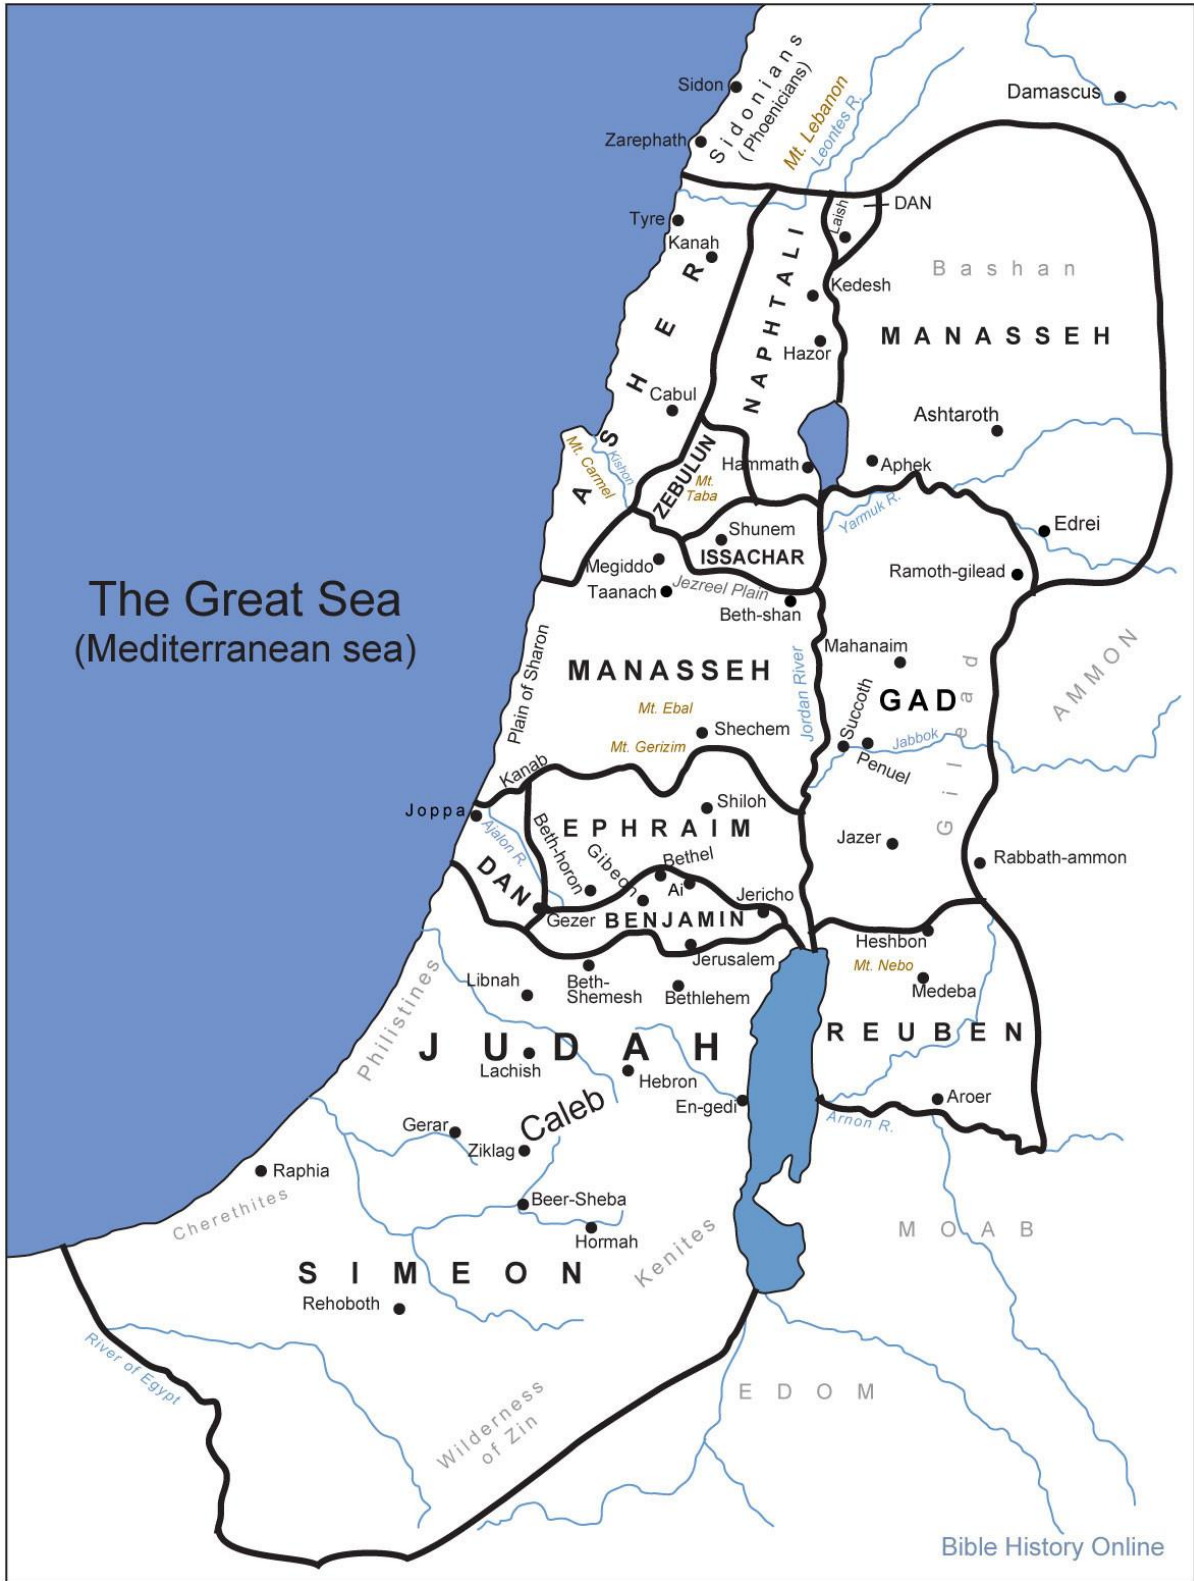 Sidon
Sidonians
(Phoenicians)
Mt. Lebanon
Leontes R.
Damascus
Zarephath
Tyre
Kanah
Laish
DAN
Bashan
ASHER
NAPHTALI
Kedesh
MANASSEH
Hazor
Cabul
Ashtaroth
Mt. Carmel
Kishon
ZEBULUN
Mt.
Taba
Hammath
Aphek
Yarmuk R.
Edrei
Shunem
ISSACHAR
Megiddo
Taanach
Jezreel Plain
Beth-shan
Ramoth-gilead
The Great Sea
(Mediterranean sea)
Plain of Sharon
MANASSEH
Jordan River
Mahanaim
GAD
Gilead
AMMON
Mt. Ebal
Shechem
Mt. Gerizim
Succoth
Penuel
Jabbok
Kanab
Joppa
Ajalon R.
Shiloh
EPHRAIM
Beth-horon
Gibeon
Bethel
Ai
Jazer
Rabbath-ammon
DAN
Gezer
BENJAMIN
Jericho
Heshbon
Jerusalem
Mt. Nebo
Medeba
Philistines
Libnah
Beth-
Shemesh
Bethlehem
JUDAH
REUBEN
Lachish
Hebron
En-gedi
Aroer
Arnon R.
Caleb
Gerar
Ziklag
Raphia
Cherethites
Beer-Sheba
Hormah
Kenites
MOAB
SIMEON
Rehoboth
River of Egypt
Wilderness
of Zin
EDOM
Bible History Online